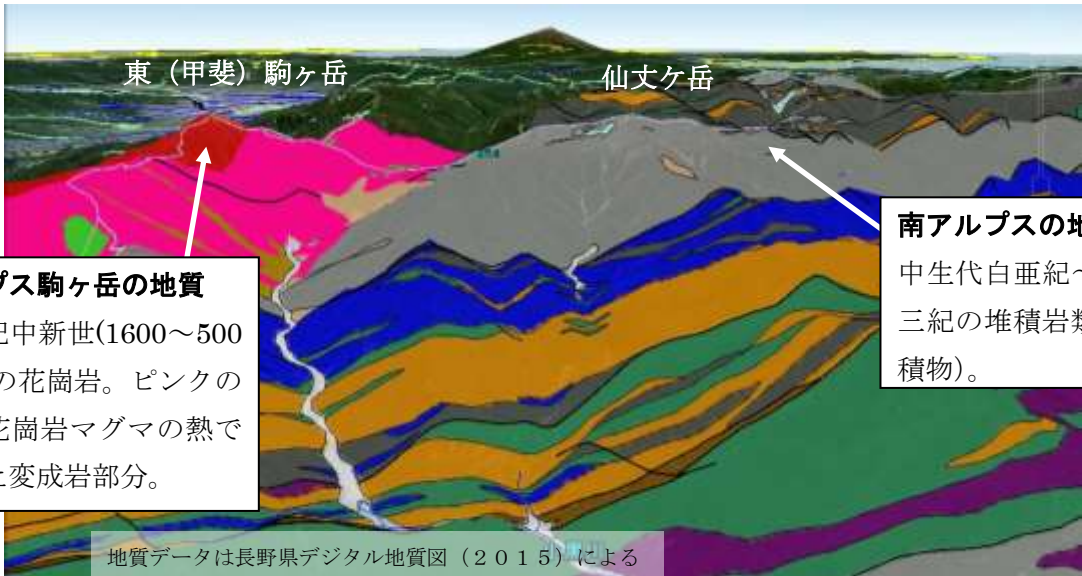 東（甲斐）駒ヶ岳
仙丈ケ岳
プス駒ヶ岳の地質
中新世(1600～500
の花崗岩。ピンクの
花崗岩マグマの熱で
変成岩部分。
南アルプスの地
中生代白亜紀～
三紀の堆積岩類
積物)。
地質データは長野県デジタル地質図（２０１５）による